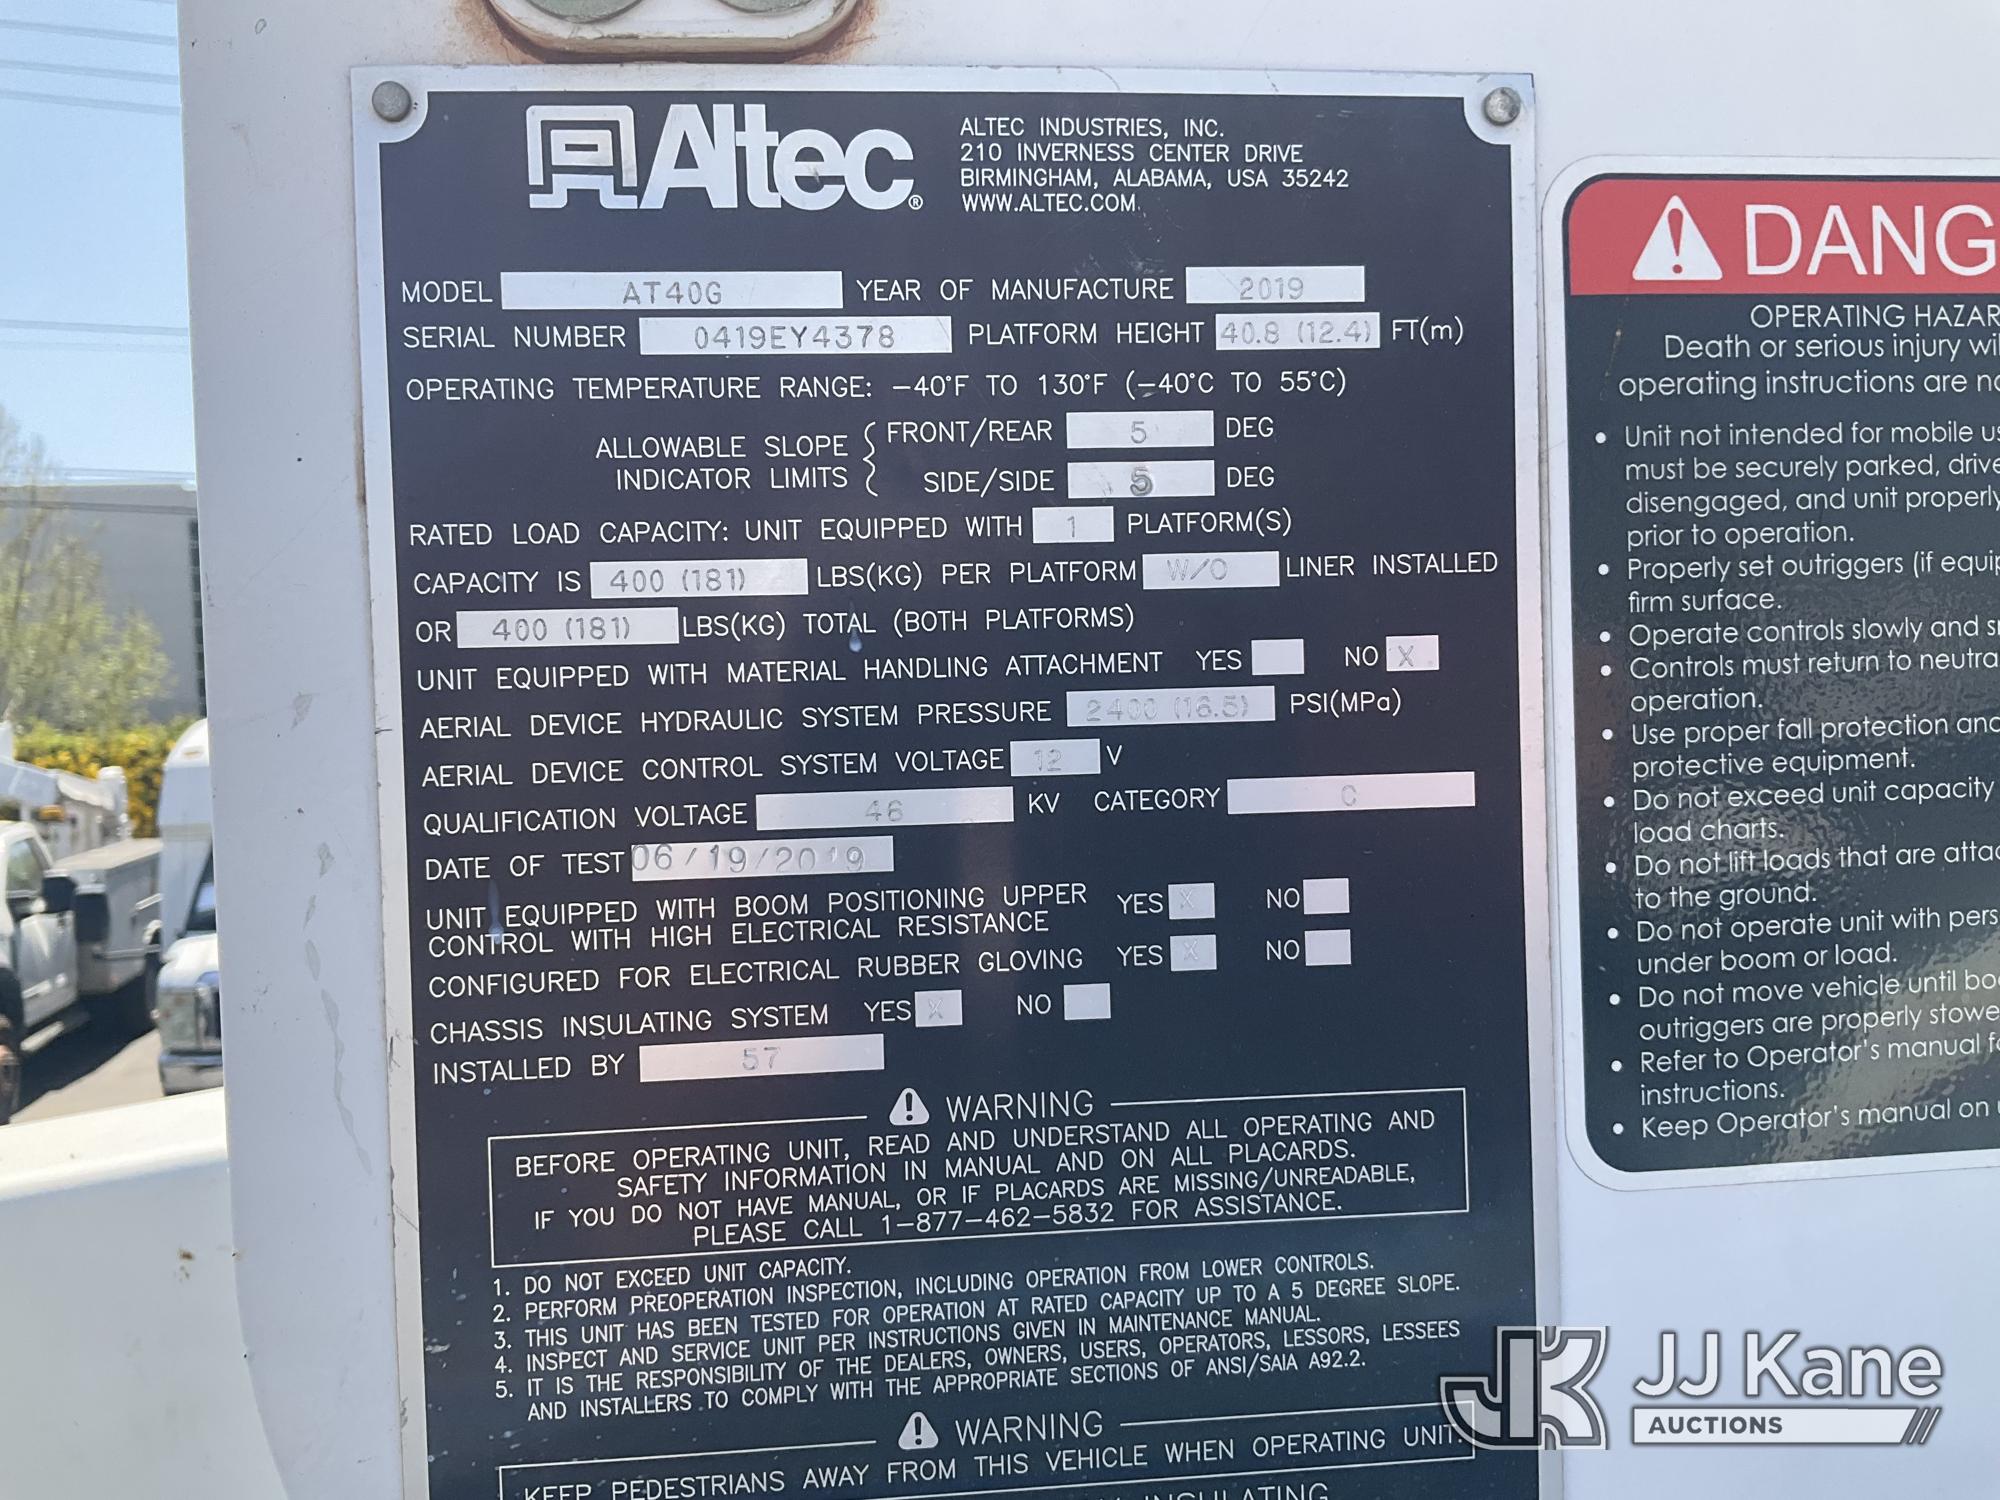 Altec®
ALTEC INDUSTRIES, INC.
210 INVERNESS CENTER DRIVE
BIRMINGHAM, ALABAMA, USA 35242
WWW.ALTEC.COM
MODEL AT40G YEAR OF MANUFACTURE 2019
SERIAL NUMBER 0419EY4378 PLATFORM HEIGHT 40.8 (12.4) FT(m)
OPERATING TEMPERATURE RANGE: -40°F TO 130°F (-40°C TO 55°C)
ALLOWABLE SLOPE INDICATOR LIMITS { FRONT/REAR 5 DEG
SIDE/SIDE 5 DEG
RATED LOAD CAPACITY: UNIT EQUIPPED WITH 1 PLATFORM(S)
CAPACITY IS 400 (181) LBS(KG) PER PLATFORM W/O LINER INSTALLED
OR 400 (181) LBS(KG) TOTAL (BOTH PLATFORMS)
UNIT EQUIPPED WITH MATERIAL HANDLING ATTACHMENT YES NO X
AERIAL DEVICE HYDRAULIC SYSTEM PRESSURE 2400 (16.5) PSI(MPa)
AERIAL DEVICE CONTROL SYSTEM VOLTAGE 12 V
QUALIFICATION VOLTAGE 46 KV CATEGORY C
DATE OF TEST 06/19/2019
UNIT EQUIPPED WITH BOOM POSITIONING UPPER
CONTROL WITH HIGH ELECTRICAL RESISTANCE YES X NO
CONFIGURED FOR ELECTRICAL RUBBER GLOVING YES X NO
CHASSIS INSULATING SYSTEM YES X NO
INSTALLED BY 57
WARNING
BEFORE OPERATING UNIT, READ AND UNDERSTAND ALL OPERATING AND
SAFETY INFORMATION IN MANUAL AND ON ALL PLACARDS.
IF YOU DO NOT HAVE MANUAL, OR IF PLACARDS ARE MISSING/UNREADABLE,
PLEASE CALL 1-877-462-5832 FOR ASSISTANCE.
1. DO NOT EXCEED UNIT CAPACITY.
2. PERFORM PREOPERATION INSPECTION, INCLUDING OPERATION FROM LOWER CONTROLS.
3. THIS UNIT HAS BEEN TESTED FOR OPERATION AT RATED CAPACITY UP TO A 5 DEGREE SLOPE.
4. INSPECT AND SERVICE UNIT PER INSTRUCTIONS GIVEN IN MAINTENANCE MANUAL.
5. IT IS THE RESPONSIBILITY OF THE DEALERS, OWNERS, USERS, OPERATORS, LESSORS, LESSEES
AND INSTALLERS TO COMPLY WITH THE APPROPRIATE SECTIONS OF ANSI/SAIA A92.2.
WARNING
KEEP PEDESTRIANS AWAY FROM THIS VEHICLE WHEN OPERATING UNIT.
INSULATING
DANG
OPERATING HAZAR
Death or serious injury wil
operating instructions are no
• Unit not intended for mobile us
must be securely parked, drive
disengaged, and unit properly
prior to operation.
• Properly set outriggers (if equip
firm surface.
• Operate controls slowly and s
• Controls must return to neutra
operation.
• Use proper fall protection and
protective equipment.
• Do not exceed unit capacity
load charts.
• Do not lift loads that are attac
to the ground.
• Do not operate unit with pers
under boom or load.
• Do not move vehicle until boo
outriggers are properly stowe
• Refer to Operator's manual fo
instructions.
• Keep Operator's manual on u
JK JJ Kane
AUCTIONS